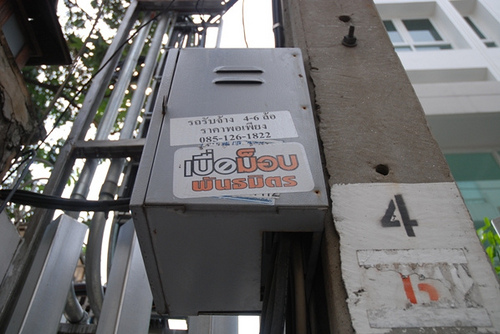 รถรับจ้าง 4-6 ล้อ
ราคาพอเพียง
085-126-1822
เบื่อม็อบ
พันธมิตร
4
6